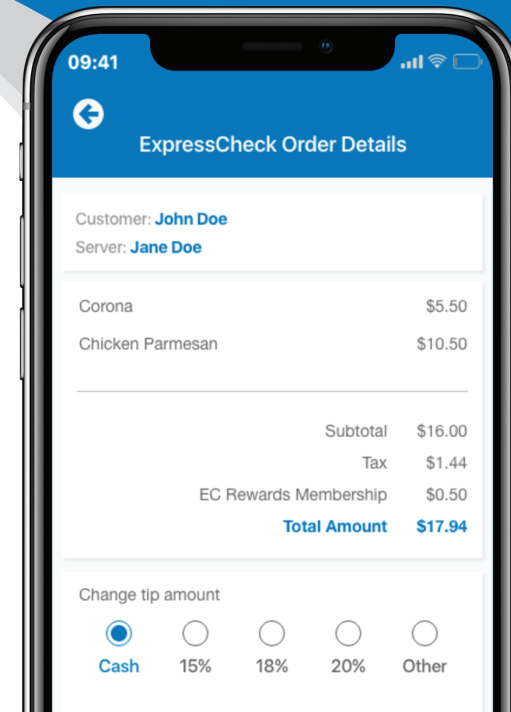 09:41
ExpressCheck Order Details
Customer: John Doe
Server: Jane Doe
Corona $5.50
Chicken Parmesan $10.50
Subtotal $16.00
Tax $1.44
EC Rewards Membership $0.50
Total Amount $17.94
Change tip amount
Cash 15% 18% 20% Other